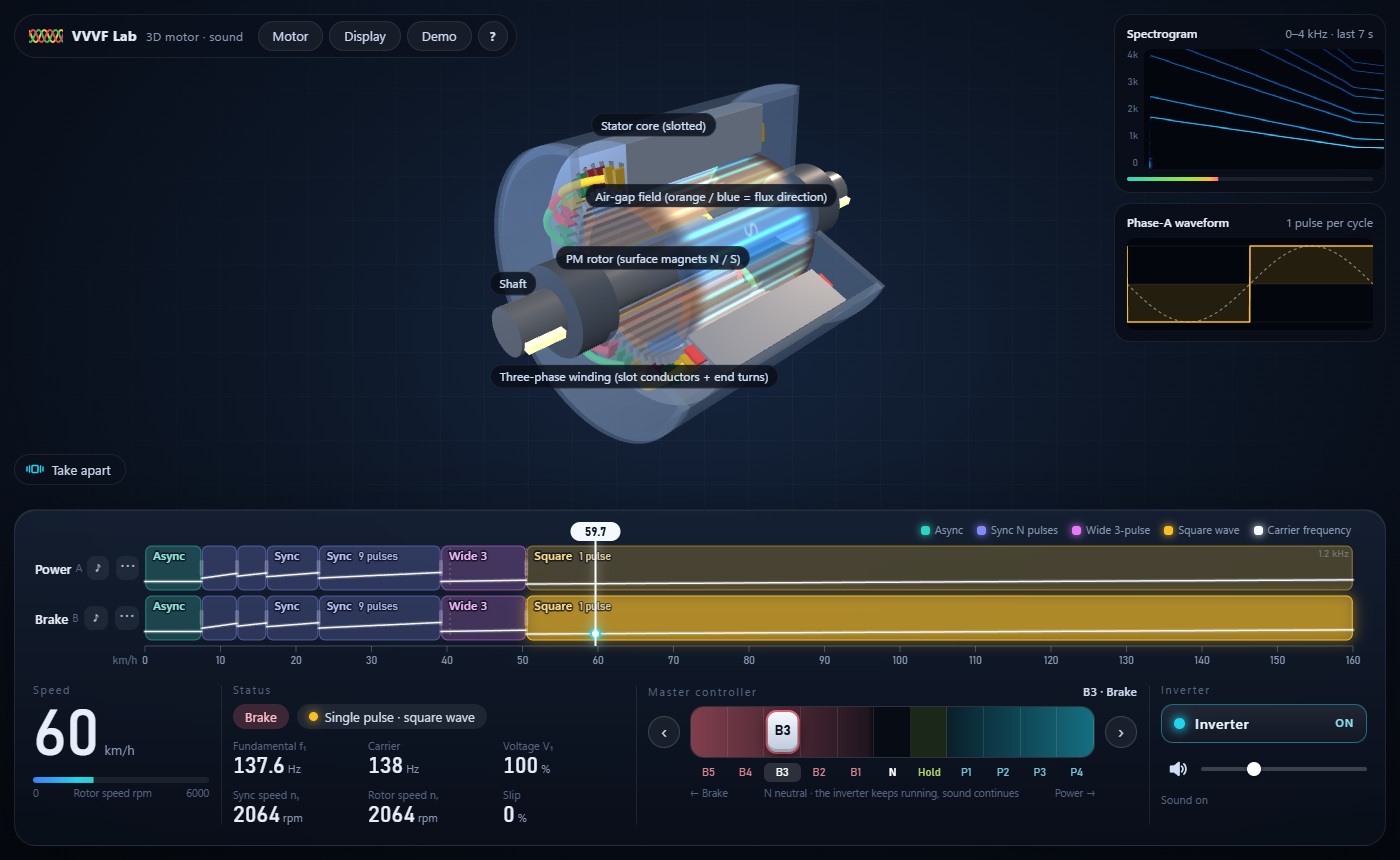 VVVF Lab 3D motor · sound Motor Display Demo ?
Spectrogram 0–4 kHz · last 7 s
4k
3k
2k
1k
0
Stator core (slotted)
Air-gap field (orange / blue = flux direction)
S
PM rotor (surface magnets N / S)
Shaft
Three-phase winding (slot conductors + end turns)
Phase-A waveform 1 pulse per cycle
Take apart
59.7
Async Sync N pulses Wide 3-pulse Square wave Carrier frequency
Power A ♪ ··· Async Sync Sync 9 pulses Wide 3 Square 1 pulse 1.2 kHz
Brake B ♪ ··· Async Sync Sync 9 pulses Wide 3 Square 1 pulse
km/h 0 10 20 30 40 50 60 70 80 90 100 110 120 130 140 150 160
Speed
60 km/h
0 Rotor speed rpm 6000
Status
Brake Single pulse · square wave
Fundamental f₁ Carrier Voltage V₁
137.6 Hz 138 Hz 100 %
Sync speed nₛ Rotor speed nᵣ Slip
2064 rpm 2064 rpm 0 %
Master controller B3 · Brake
‹ B3 ›
B5 B4 B3 B2 B1 N Hold P1 P2 P3 P4
← Brake N neutral · the inverter keeps running, sound continues Power →
Inverter
Inverter ON
Sound on